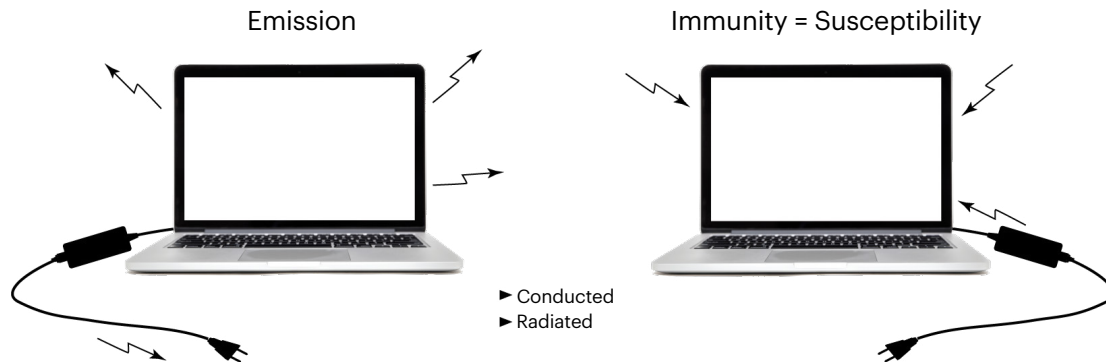 Emission
Immunity = Susceptibility
► Conducted
► Radiated